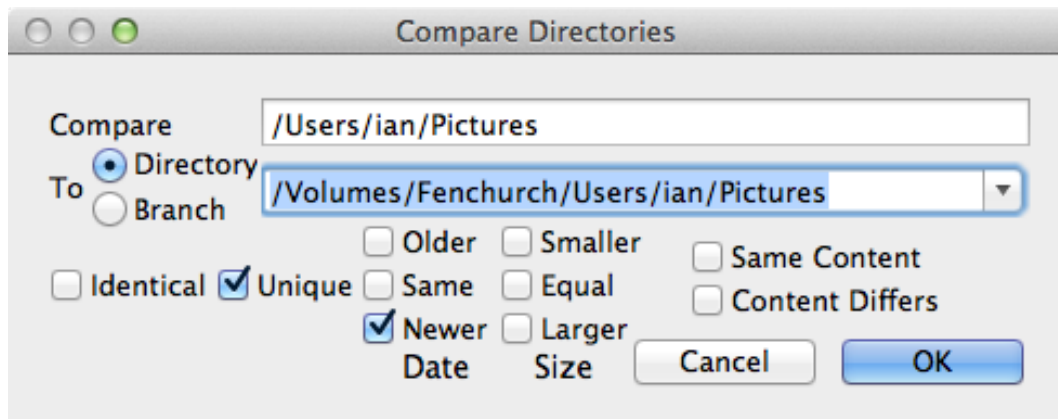 Compare Directories
Compare /Users/ian/Pictures
To Directory /Volumes/Fenchurch/Users/ian/Pictures
Branch
Older Smaller Same Content
Identical Unique Same Equal Content Differs
Newer Larger
Date Size Cancel OK